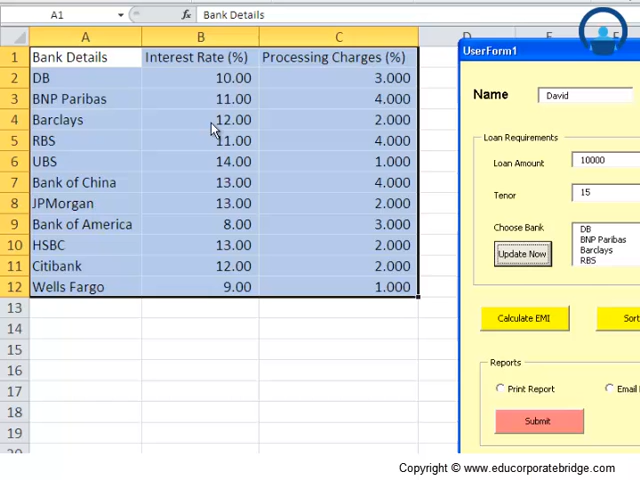 A1 fx Bank Details
A B C D E F
1 Bank Details Interest Rate (%) Processing Charges (%)
2 DB 10.00 3.000
3 BNP Paribas 11.00 4.000
4 Barclays 12.00 2.000
5 RBS 11.00 4.000
6 UBS 14.00 1.000
7 Bank of China 13.00 4.000
8 JPMorgan 13.00 2.000
9 Bank of America 8.00 3.000
10 HSBC 13.00 2.000
11 Citibank 12.00 2.000
12 Wells Fargo 9.00 1.000
13
14
15
16
17
18
19
UserForm1
Name David
Loan Requirements
Loan Amount 10000
Tenor 15
Choose Bank
DB
BNP Paribas
Barclays
RBS
Update Now
Calculate EMI Sort
Reports
Print Report Email
Submit
Copyright © www.educorporatebridge.com